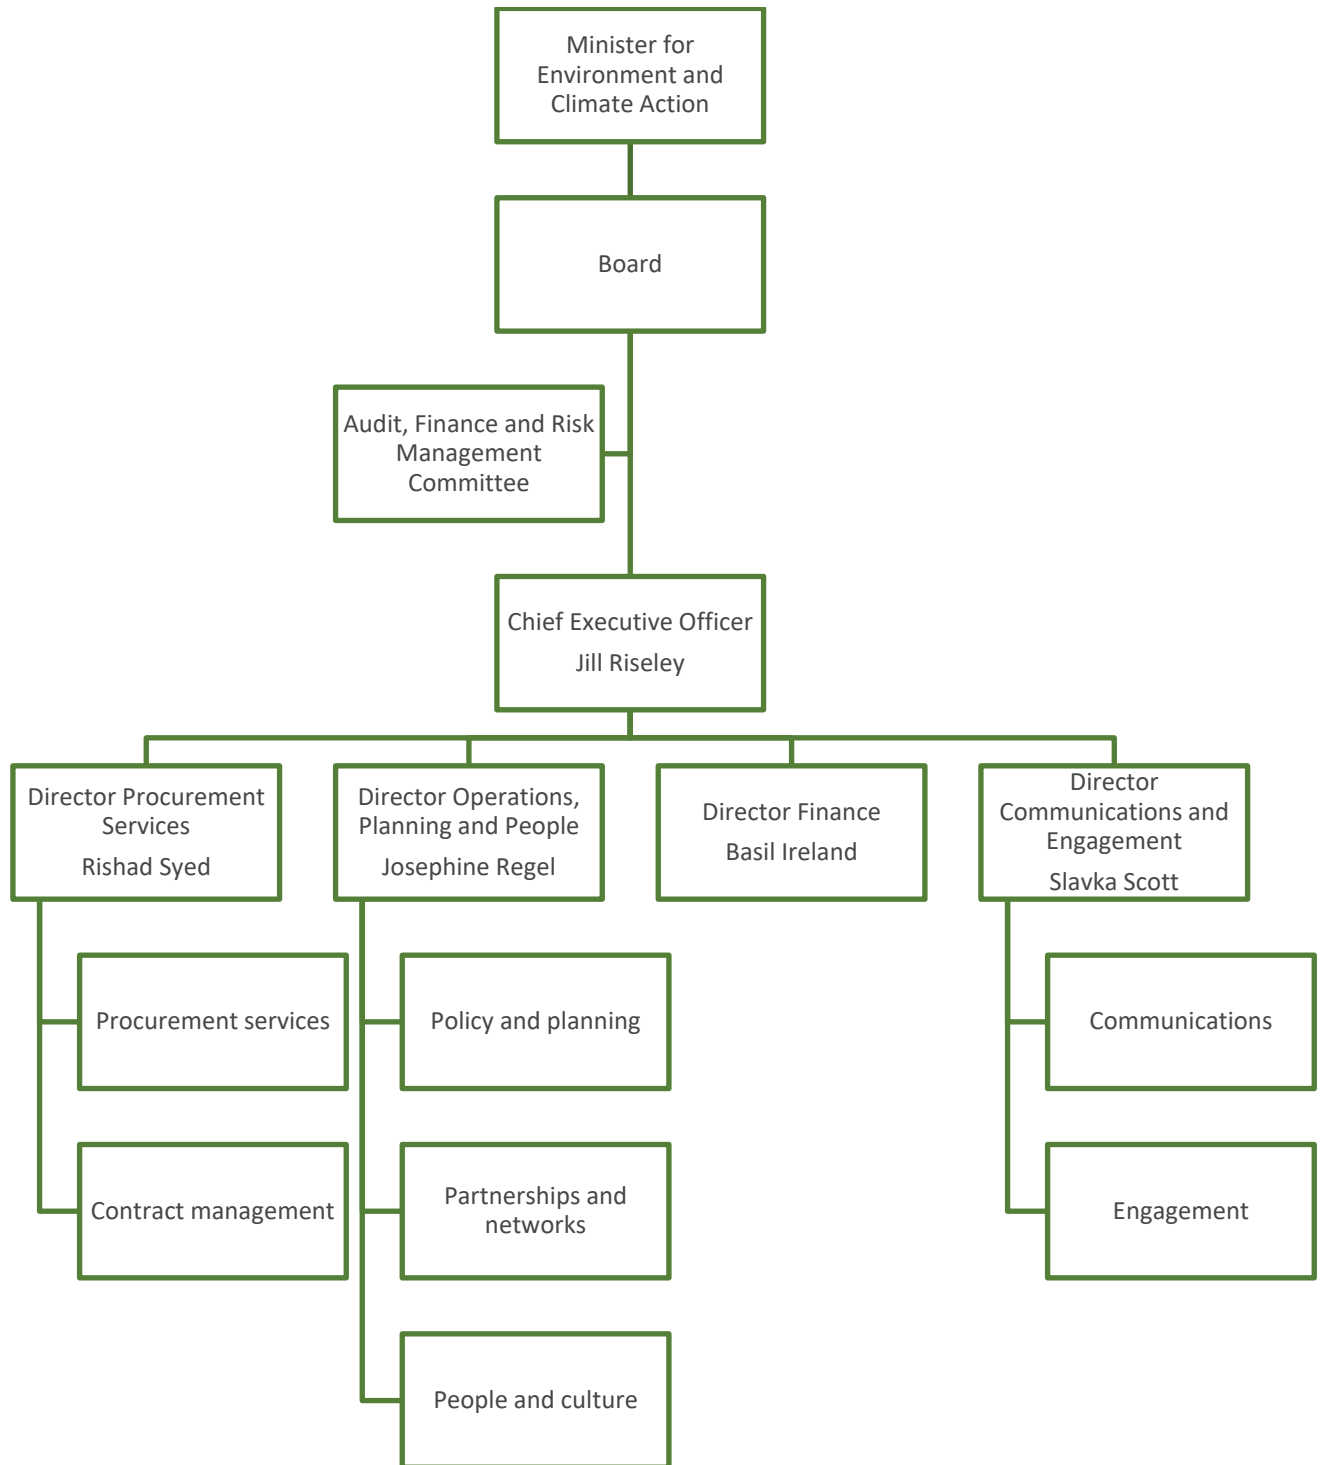 Minister for
Environment and
Climate Action
Board
Audit, Finance and Risk
Management
Committee
Chief Executive Officer
Jill Riseley
Director Procurement
Services
Rishad Syed
Director Operations,
Planning and People
Josephine Regel
Director Finance
Basil Ireland
Director
Communications and
Engagement
Slavka Scott
Procurement services
Policy and planning
Communications
Contract management
Partnerships and
networks
Engagement
People and culture